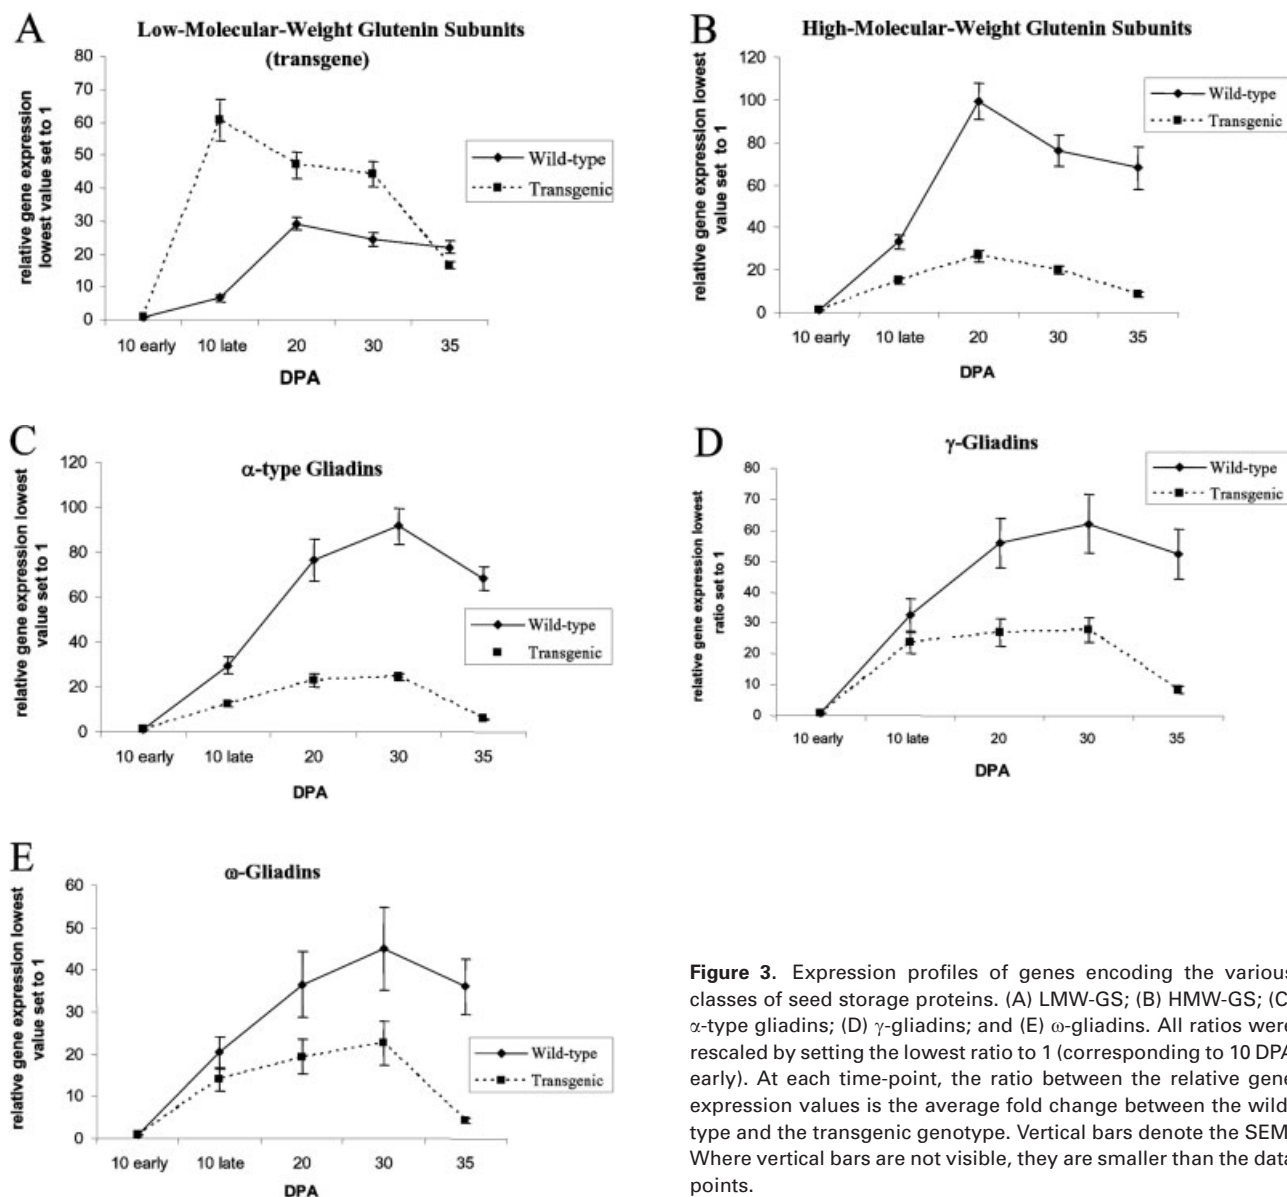 A
Low-Molecular-Weight Glutenin Subunits
(transgene)
relative gene expression
lowest value set to 1
80
70
60
50
40
30
20
10
0
10 early
10 late
20
30
35
DPA
Wild-type
Transgenic
B
High-Molecular-Weight Glutenin Subunits
relative gene expression lowest
value set to 1
120
100
80
60
40
20
0
10 early
10 late
20
30
35
DPA
Wild-type
Transgenic
C
α-type Gliadins
relative gene expression lowest
value set to 1
120
100
80
60
40
20
0
10 early
10 late
20
30
35
DPA
Wild-type
Transgenic
D
γ-Gliadins
relative gene expression lowest
ratio set to 1
80
70
60
50
40
30
20
10
0
10 early
10 late
20
30
35
DPA
Wild-type
Transgenic
E
ω-Gliadins
relative gene expression lowest
value set to 1
60
50
40
30
20
10
0
10 early
10 late
20
30
35
DPA
Wild-type
Transgenic
Figure 3. Expression profiles of genes encoding the various
classes of seed storage proteins. (A) LMW-GS; (B) HMW-GS; (C
α-type gliadins; (D) γ-gliadins; and (E) ω-gliadins. All ratios were
rescaled by setting the lowest ratio to 1 (corresponding to 10 DPA
early). At each time-point, the ratio between the relative gene
expression values is the average fold change between the wild
type and the transgenic genotype. Vertical bars denote the SEM
Where vertical bars are not visible, they are smaller than the data
points.